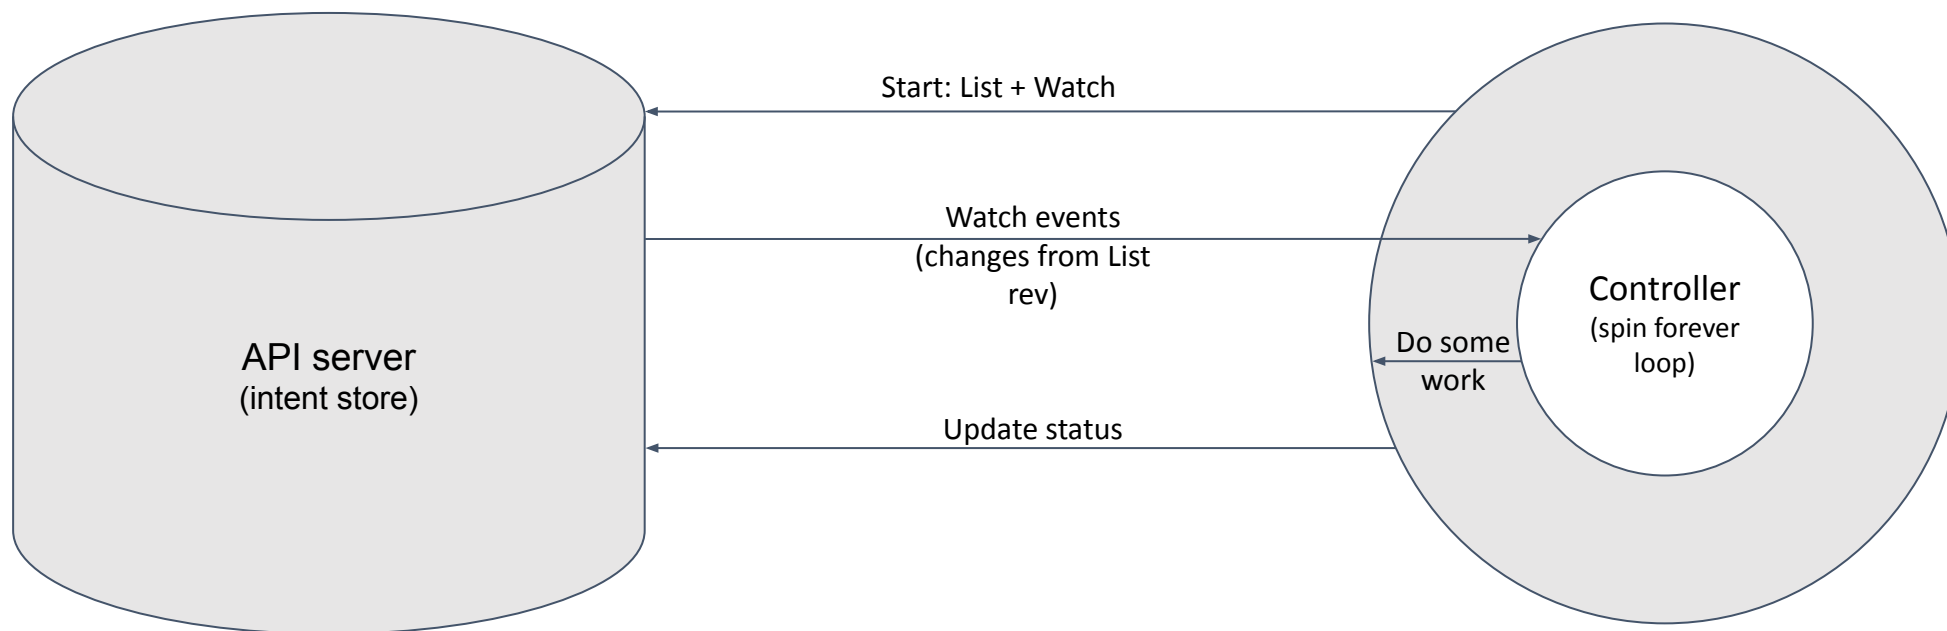 Start: List + Watch
Watch events
(changes from List
rev)
API server
(intent store)
Controller
(spin forever
loop)
Do some
work
Update status